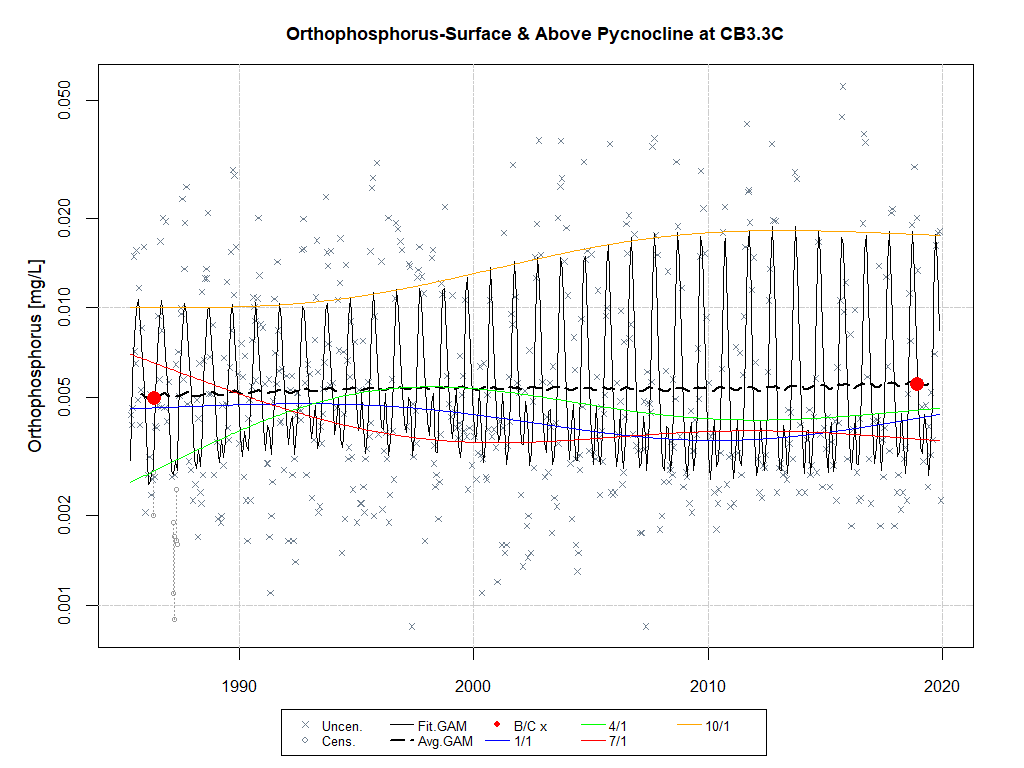 Orthophosphorus-Surface & Above Pycnocline at CB3.3C
Orthophosphorus [mg/L]
0.050
0.020
0.010
0.005
0.002
0.001
1990 2000 2010 2020
Uncen. Fit.GAM B/C x 4/1 10/1
Cens. Avg.GAM 1/1 7/1